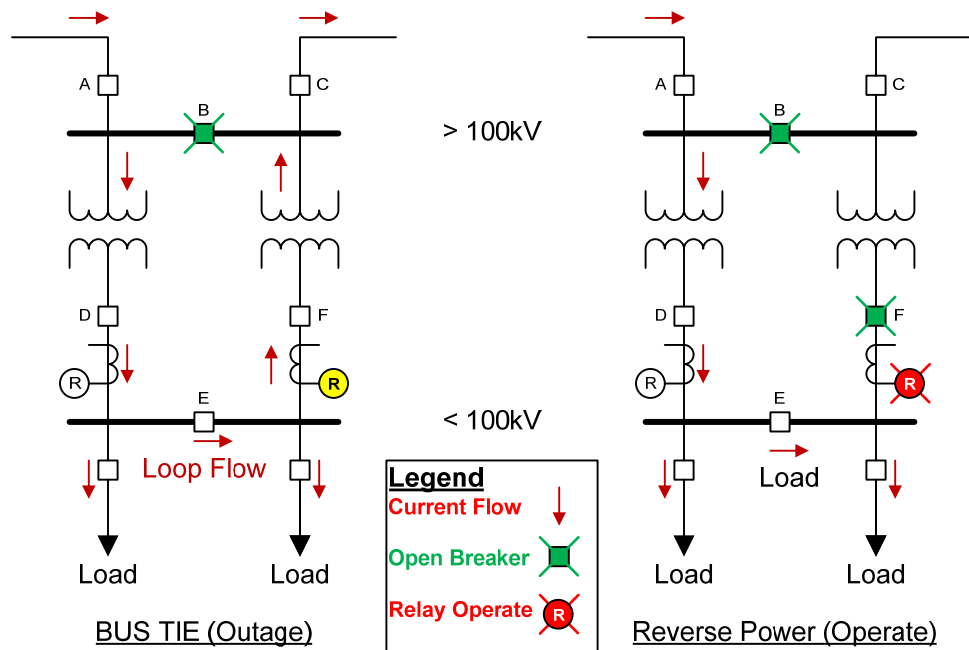 A
C
B
D
F
R
R
E
Loop Flow
Load
Load
BUS TIE (Outage)
> 100kV
< 100kV
Legend
Current Flow
Open Breaker
Relay Operate
R
A
C
B
D
F
R
R
E
Load
Load
Load
Reverse Power (Operate)